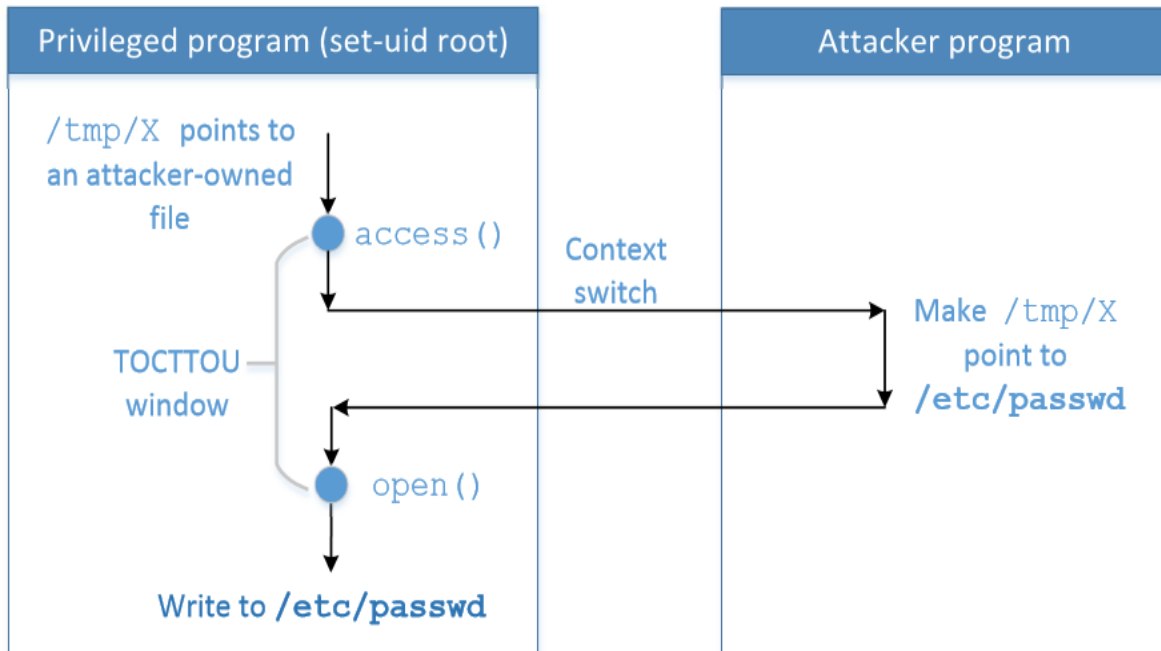 Privileged program (set-uid root)
Attacker program
/tmp/X points to
an attacker-owned
file
access()
Context
switch
Make /tmp/X
point to
/etc/passwd
TOCTTOU
window
open()
Write to /etc/passwd